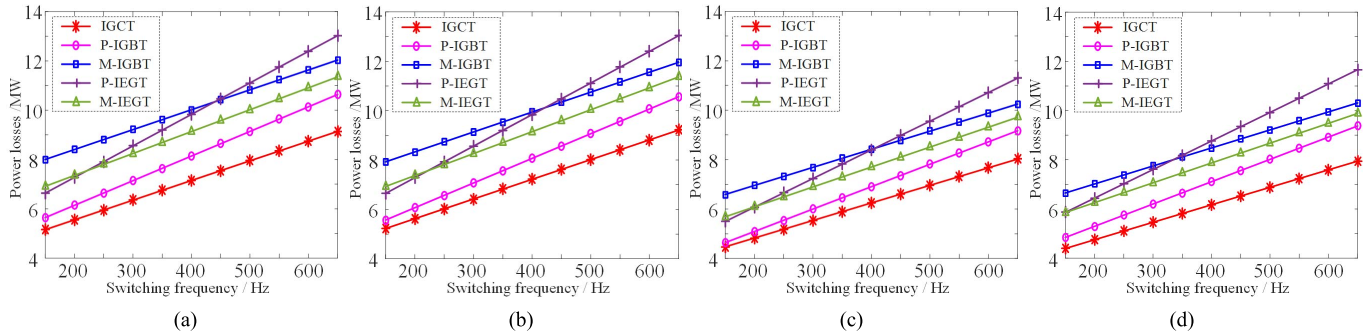 14
12
10
8
6
4
Power losses /MW
IGCT
P-IGBT
M-IGBT
P-IEGT
M-IEGT
200 300 400 500 600
Switching frequency / Hz
(a)
14
12
10
8
6
4
Power losses /MW
IGCT
P-IGBT
M-IGBT
P-IEGT
M-IEGT
200 300 400 500 600
Switching frequency / Hz
(b)
14
12
10
8
6
4
Power losses /MW
IGCT
P-IGBT
M-IGBT
P-IEGT
M-IEGT
200 300 400 500 600
Switching frequency / Hz
(c)
14
12
10
8
6
4
Power losses /MW
IGCT
P-IGBT
M-IGBT
P-IEGT
M-IEGT
200 300 400 500 600
Switching frequency / Hz
(d)